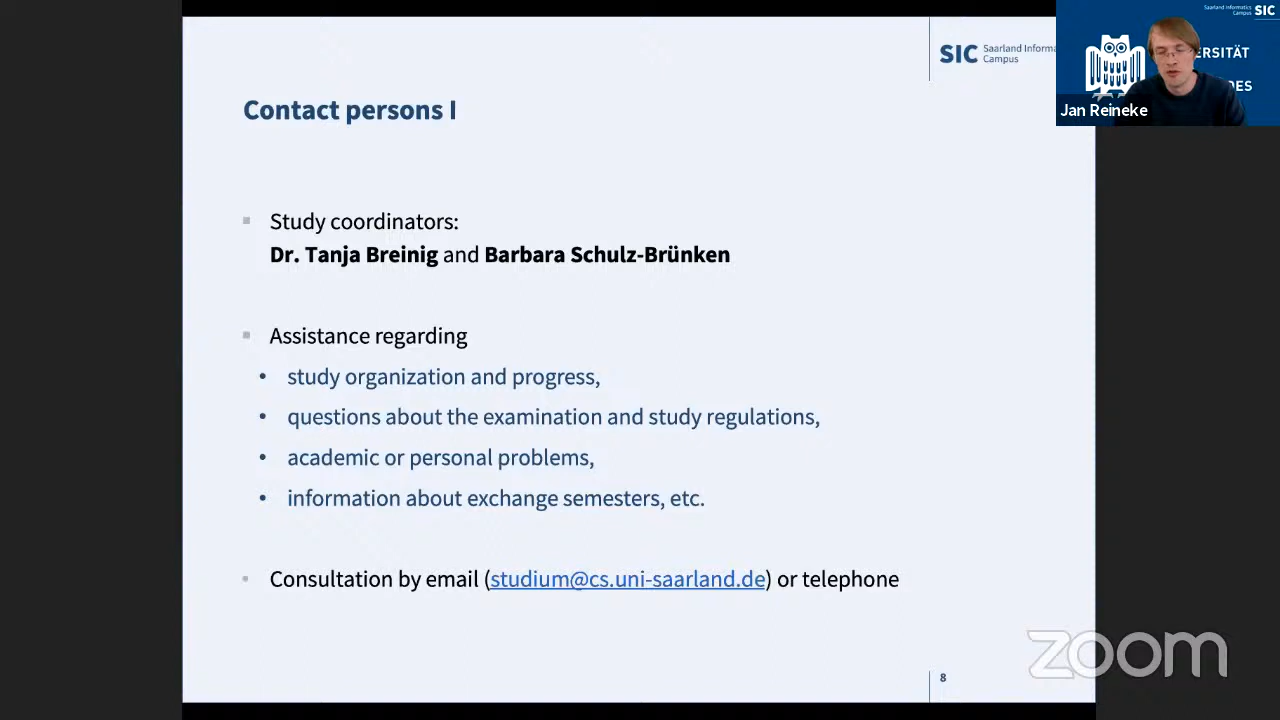 SIC Saarland Informa
Campus
Saarland Informatics
Campus SIC
ERSITÄT
DES
Jan Reineke
Contact persons I
Study coordinators:
Dr. Tanja Breinig and Barbara Schulz-Brünken
Assistance regarding
• study organization and progress,
• questions about the examination and study regulations,
• academic or personal problems,
• information about exchange semesters, etc.
Consultation by email (studium@cs.uni-saarland.de) or telephone
zoom
8